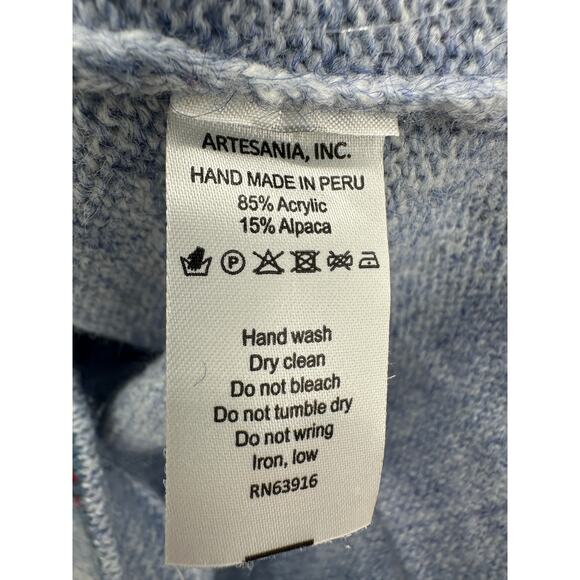 ARTESANIA, INC.
HAND MADE IN PERU
85% Acrylic
15% Alpaca
P
Hand wash
Dry clean
Do not bleach
Do not tumble dry
Do not wring
Iron, low
RN63916